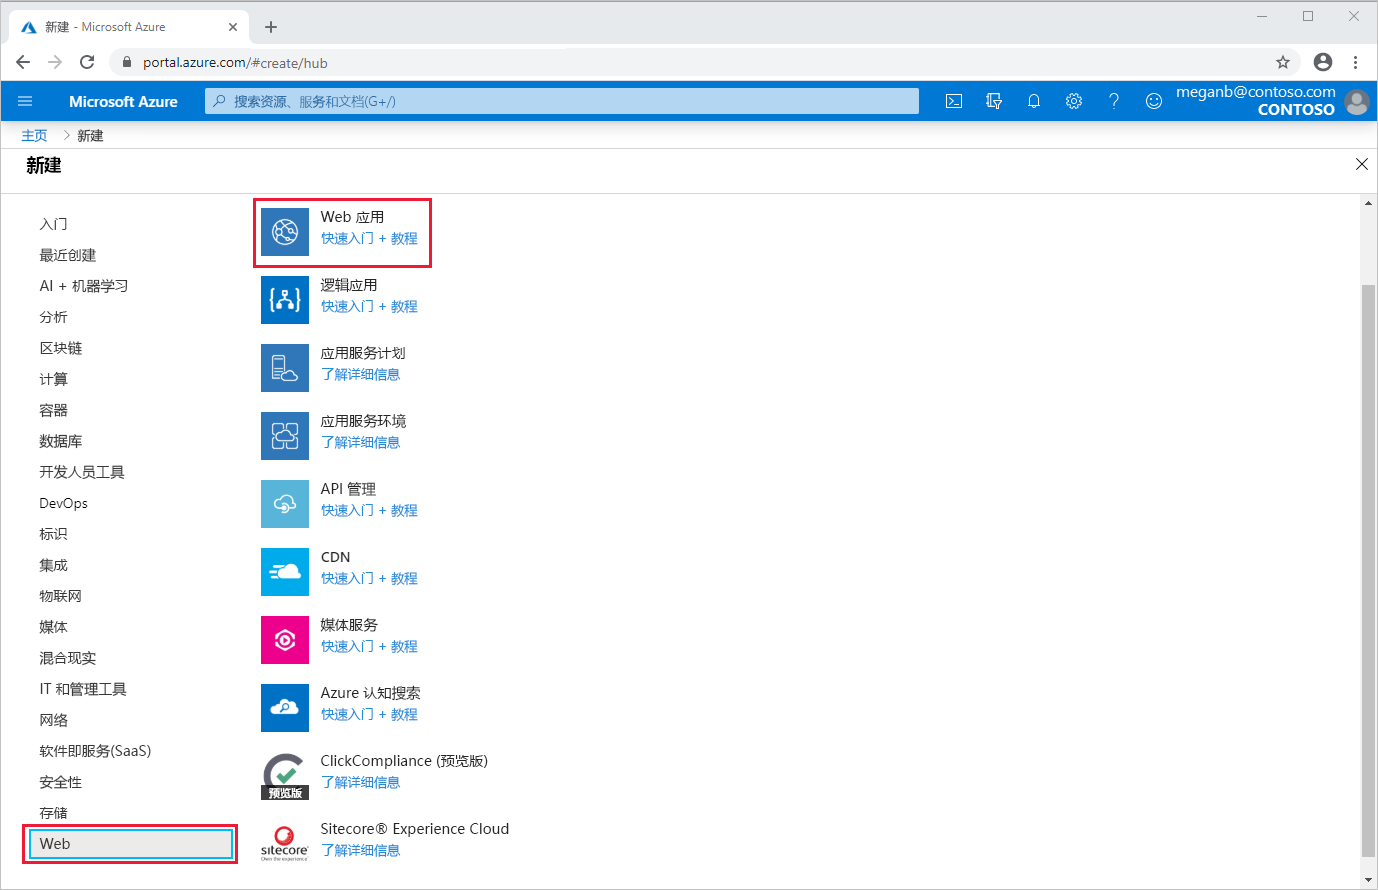 新建 - Microsoft Azure
portal.azure.com/#create/hub
Microsoft Azure
搜索资源、服务和文档(G+/)
meganb@contoso.com
CONTOSO
主页 > 新建
新建
入门
最近创建
AI + 机器学习
分析
区块链
计算
容器
数据库
开发人员工具
DevOps
标识
集成
物联网
媒体
混合现实
IT 和管理工具
网络
软件即服务(SaaS)
安全性
存储
Web
Web 应用
快速入门 + 教程
逻辑应用
快速入门 + 教程
应用服务计划
了解详细信息
应用服务环境
了解详细信息
API 管理
快速入门 + 教程
CDN
快速入门 + 教程
媒体服务
快速入门 + 教程
Azure 认知搜索
快速入门 + 教程
ClickCompliance (预览版)
了解详细信息
预览版
Sitecore® Experience Cloud
了解详细信息
sitecore
Own the experience